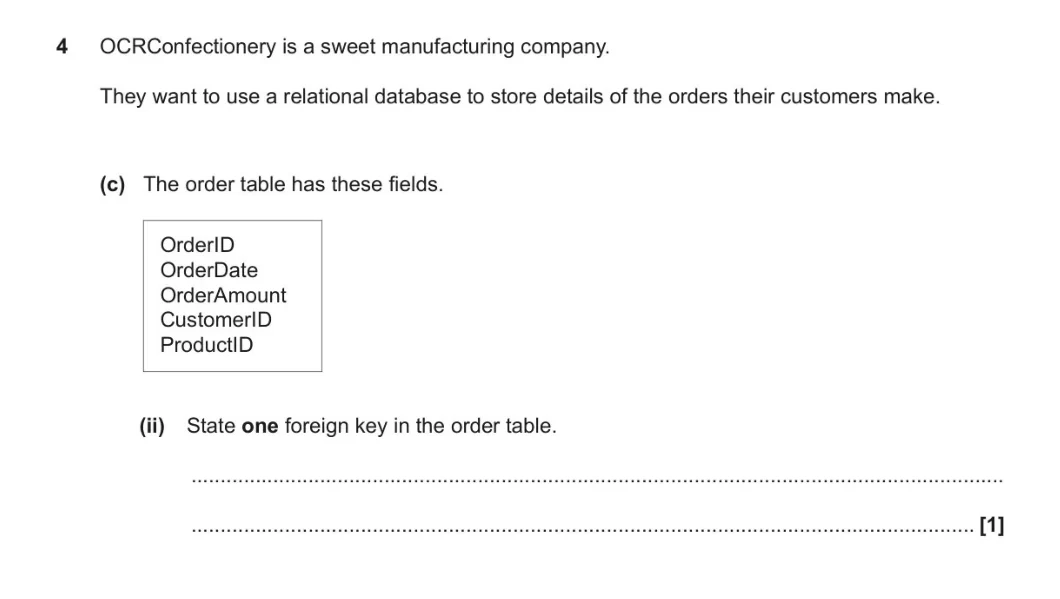 4 OCRConfectionery is a sweet manufacturing company.
They want to use a relational database to store details of the orders their customers make.
(c) The order table has these fields.
OrderID
OrderDate
OrderAmount
CustomerID
ProductID
(ii) State one foreign key in the order table.
...........................................................................................................................................
...................................................................................................................................... [1]